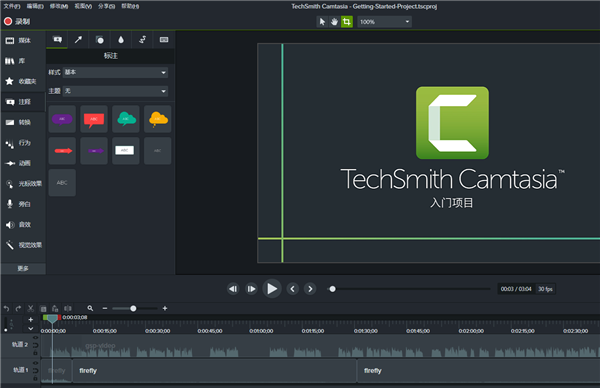 文件(F) 编辑(E) 修改(M) 视图(V) 分享(S) 帮助(H) TechSmith Camtasia - Getting-Started-Project.tscproj
录制 100%
媒体
库
收藏夹
注释
转换
行为
动画
光标效果
旁白
音效
视觉效果
更多
标注
样式 基本
主题 无
ABC
ABC
TechSmith Camtasia™
入门项目
00:03 / 03:04 30 fps
0:00:03;08
0:00:00;00 0:00:15;00 0:00:30;00 0:00:45;00 0:01:00;00 0:01:15;00 0:01:30;00 0:01:45;00 0:02:00;00 0:02:15;00 0:02:30;00
轨道 2 gsp-video
轨道 1 firefly firefly firefly